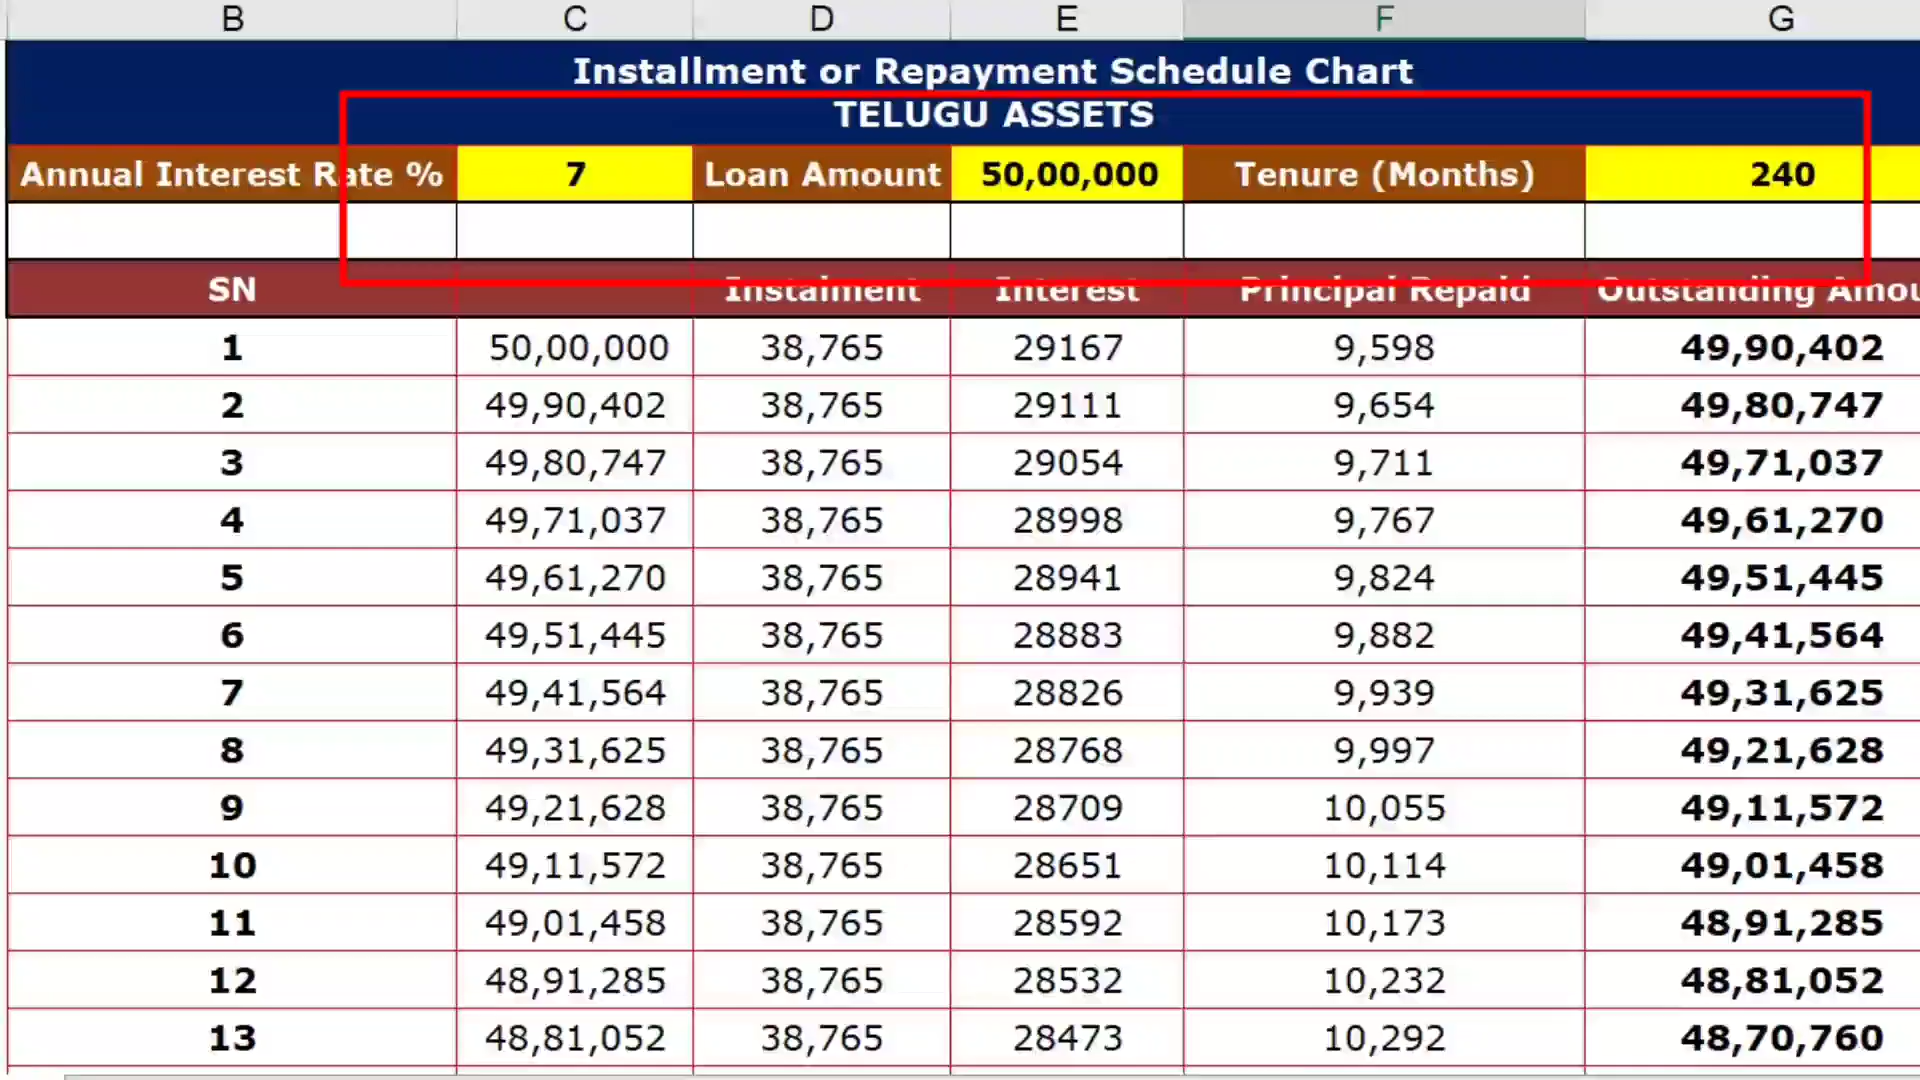 B C D E F G
Installment or Repayment Schedule Chart
TELUGU ASSETS
Annual Interest Rate % 7 Loan Amount 50,00,000 Tenure (Months) 240
SN Instalment Interest Principal Repaid Outstanding Amou
1 50,00,000 38,765 29167 9,598 49,90,402
2 49,90,402 38,765 29111 9,654 49,80,747
3 49,80,747 38,765 29054 9,711 49,71,037
4 49,71,037 38,765 28998 9,767 49,61,270
5 49,61,270 38,765 28941 9,824 49,51,445
6 49,51,445 38,765 28883 9,882 49,41,564
7 49,41,564 38,765 28826 9,939 49,31,625
8 49,31,625 38,765 28768 9,997 49,21,628
9 49,21,628 38,765 28709 10,055 49,11,572
10 49,11,572 38,765 28651 10,114 49,01,458
11 49,01,458 38,765 28592 10,173 48,91,285
12 48,91,285 38,765 28532 10,232 48,81,052
13 48,81,052 38,765 28473 10,292 48,70,760